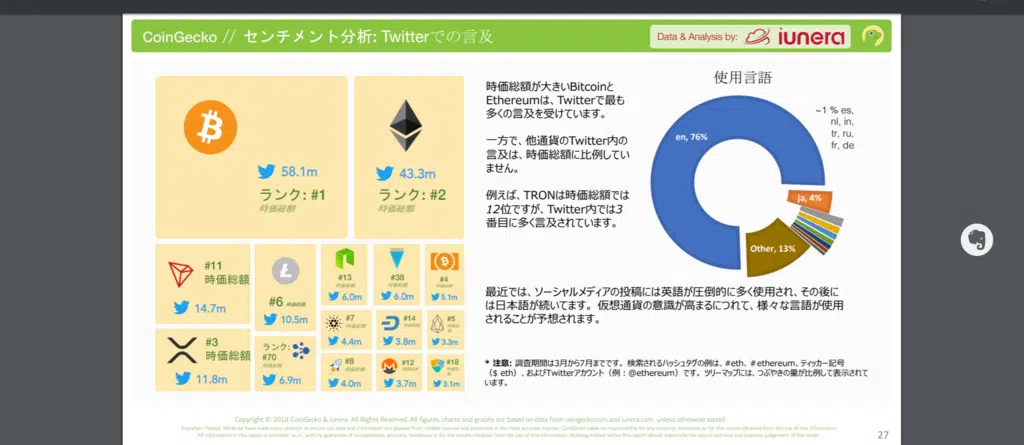 CoinGecko // センチメント分析: Twitterでの言及
Data & Analysis by: iunera
58.1m
ランク: #1
時価総額
43.3m
ランク: #2
時価総額
#11
時価総額
14.7m
#3
時価総額
11.8m
#6 時価総額
10.5m
ランク:
#70
時価総額
6.9m
#13
時価総額
6.0m
#38
時価総額
6.0m
#4
時価総額
5.1m
#7
時価総額
4.4m
#14
時価総額
3.8m
#5
時価総額
3.3m
#8
時価総額
4.0m
#12
時価総額
3.7m
#18
時価総額
3.1m
時価総額が大きいBitcoinと
Ethereumは、Twitterで最も
多くの言及を受けています。
一方で、他通貨のTwitter内の
言及は、時価総額に比例してい
ません。
例えば、TRONは時価総額では
12位ですが、Twitter内では3
番目に多く言及されています。
使用言語
en, 76%
~1 % es,
nl, in,
tr, ru,
fr, de
ja, 4%
Other, 13%
最近では、ソーシャルメディアの投稿には英語が圧倒的に多く使用され、その後に
は日本語が続いてます。 仮想通貨の意識が高まるにつれて、様々な言語が使用
されることが予想されます。
* 注意: 調査期間は3月から7月までです。検索されるハッシュタグの例は、#eth、# ethereum、ティッカー記号
($ eth) 、およびTwitterアカウント (例：@ethereum) です。ツリーマップには、つぶやきの量が比例して表示されて
います。
Copyright © 2018 CoinGecko & iunera. All Rights Reserved. All figures, charts and graphs are based on data from coingecko.com and iunera.com, unless otherwise stated.
27